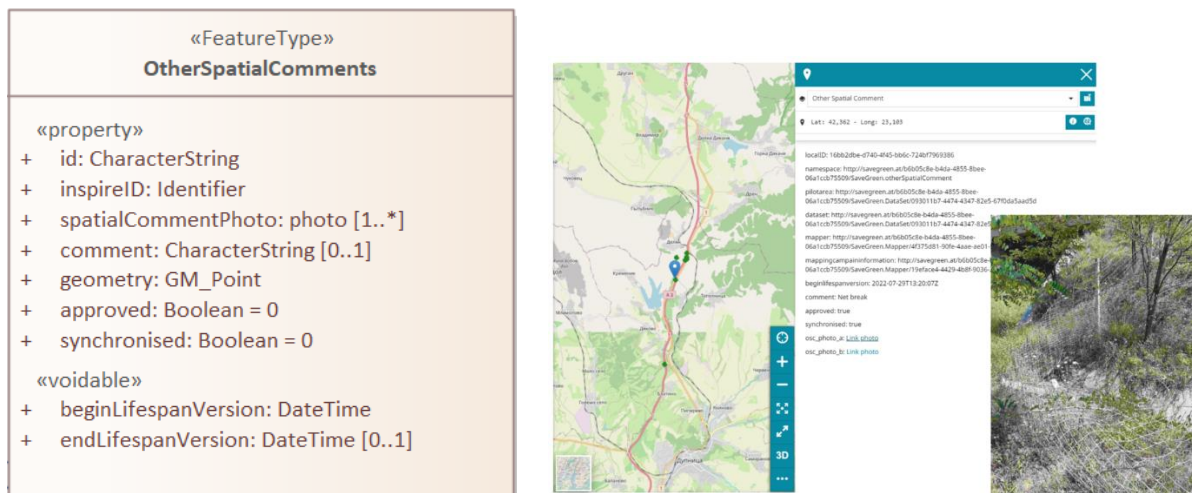 «FeatureType»
OtherSpatialComments
«property»
+ id: CharacterString
+ inspireID: Identifier
+ spatialCommentPhoto: photo [1..*]
+ comment: CharacterString [0..1]
+ geometry: GM_Point
+ approved: Boolean = 0
+ synchronised: Boolean = 0
«voidable»
+ beginLifespanVersion: DateTime
+ endLifespanVersion: DateTime [0..1]
Дупница
3D
Other Spatial Comment
Lat: 42,362 - Long: 23,103
localID: 16bb2dbe-d740-4f45-bb6c-724bf7969386
namespace: http://savegreen.at/b6b05c8e-b4da-4855-8bee-
06a1ccb75509/SaveGreen.otherSpatialComment
pilotarea: http://savegreen.at/b6b05c8e-b4da-4855-8bee-
06a1ccb75509/SaveGreen.DataSet/093011b7-4474-4347-82e5-67f0da5aad5d
dataset: http://savegreen.at/b6b05c8e-b4da-4855-8bee-
06a1ccb75509/SaveGreen.DataSet/093011b7-4474-4347-82e5
mapper: http://savegreen.at/b6b05c8e-b4da-4855-8bee-
06a1ccb75509/SaveGreen.Mapper/4f375d81-90fe-4aae-ae01
mappingcampaininformation: http://savegreen.at/b6b05c8e-b
06a1ccb75509/SaveGreen.Mapper/19eface4-4429-4b8f-9036
beginlifespanversion: 2022-07-29T13:20:07Z
comment: Net break
approved: true
synchronised: true
osc_photo_a: Link photo
osc_photo_b: Link photo